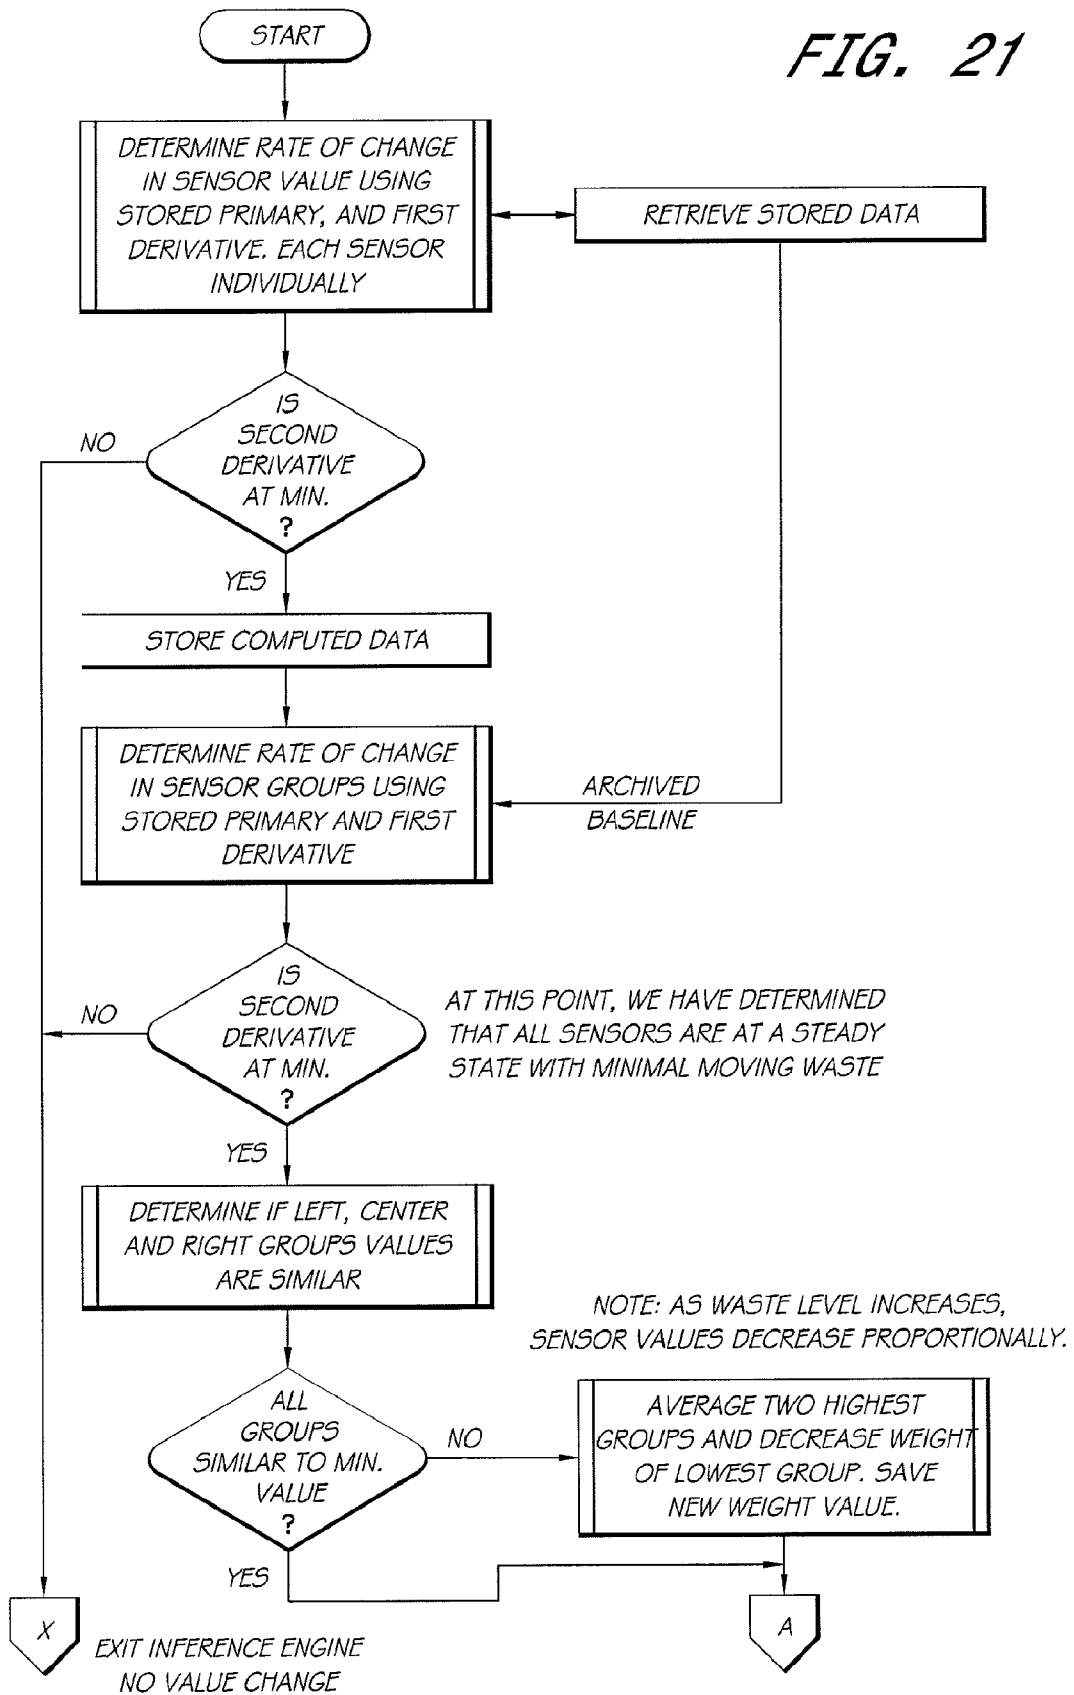 START
FIG. 21
DETERMINE RATE OF CHANGE
IN SENSOR VALUE USING
STORED PRIMARY, AND FIRST
DERIVATIVE. EACH SENSOR
INDIVIDUALLY
RETRIEVE STORED DATA
IS
SECOND
DERIVATIVE
AT MIN.
?
NO
YES
STORE COMPUTED DATA
DETERMINE RATE OF CHANGE
IN SENSOR GROUPS USING
STORED PRIMARY AND FIRST
DERIVATIVE
ARCHIVED
BASELINE
IS
SECOND
DERIVATIVE
AT MIN.
?
NO
AT THIS POINT, WE HAVE DETERMINED
THAT ALL SENSORS ARE AT A STEADY
STATE WITH MINIMAL MOVING WASTE
YES
DETERMINE IF LEFT, CENTER
AND RIGHT GROUPS VALUES
ARE SIMILAR
NOTE: AS WASTE LEVEL INCREASES,
SENSOR VALUES DECREASE PROPORTIONALLY.
ALL
GROUPS
SIMILAR TO MIN.
VALUE
?
NO
AVERAGE TWO HIGHEST
GROUPS AND DECREASE WEIGHT
OF LOWEST GROUP. SAVE
NEW WEIGHT VALUE.
YES
X
EXIT INFERENCE ENGINE
NO VALUE CHANGE
A